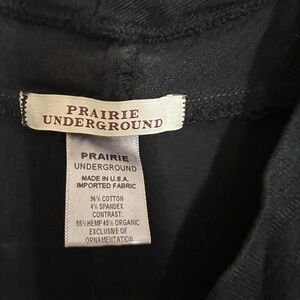 PRAIRIE
UNDERGROUND
PRAIRIE
UNDERGROUND
MADE IN U.S.A.
IMPORTED FABRIC
96% COTTON
4% SPANDEX
CONTRAST:
55%HEMP 45% ORGANIC
EXCLUSIVE OF
ORNAMENTATION